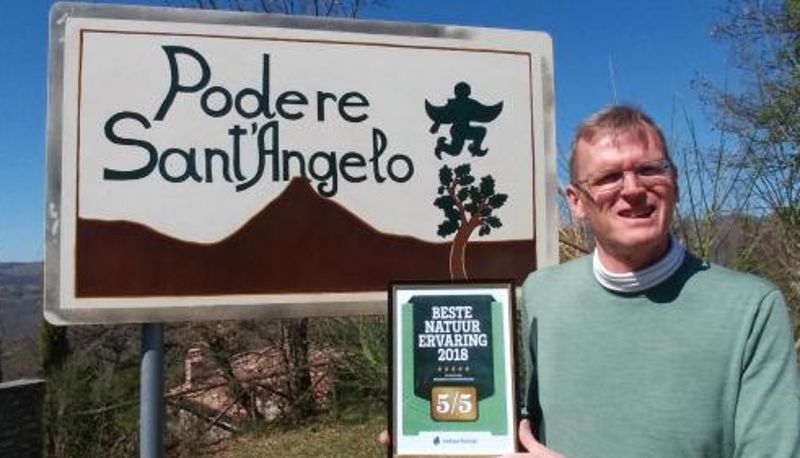 Podere
Sant'Angelo
BESTE
NATUUR
ERVARING
2018
5/5